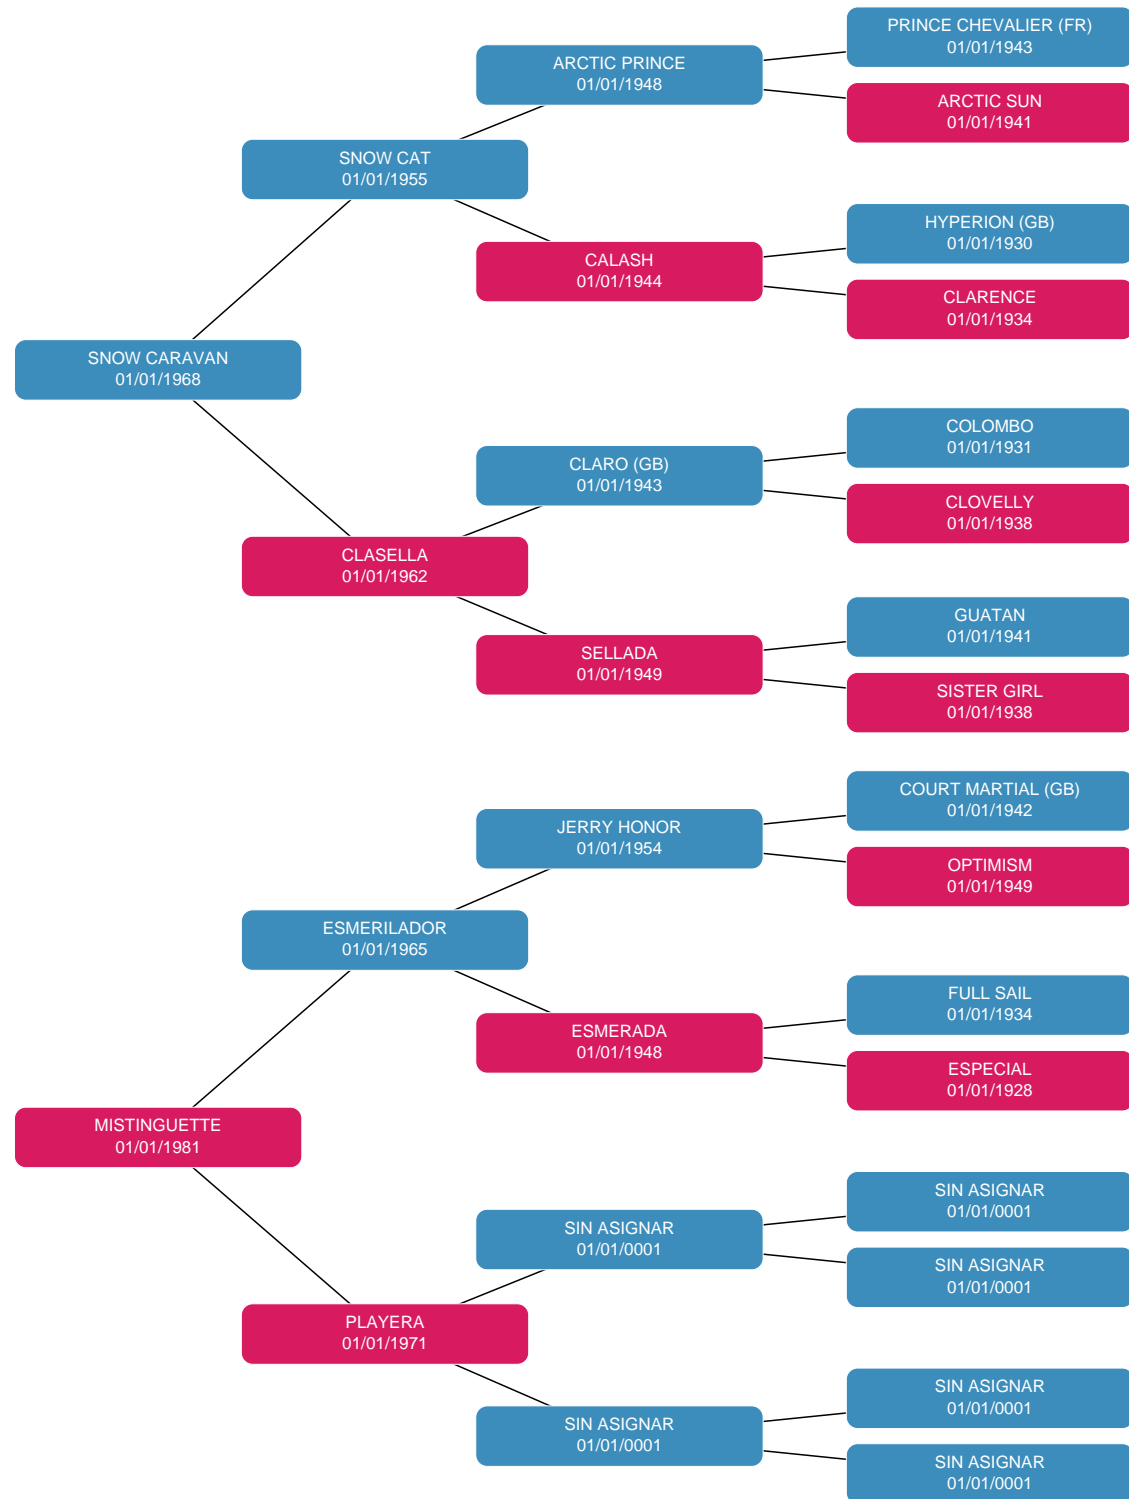 PRINCE CHEVALIER (FR)
01/01/1943
ARCTIC PRINCE
01/01/1948
ARCTIC SUN
01/01/1941
SNOW CAT
01/01/1955
HYPERION (GB)
01/01/1930
CALASH
01/01/1944
CLARENCE
01/01/1934
SNOW CARAVAN
01/01/1968
COLOMBO
01/01/1931
CLARO (GB)
01/01/1943
CLOVELLY
01/01/1938
CLASELLA
01/01/1962
GUATAN
01/01/1941
SELLADA
01/01/1949
SISTER GIRL
01/01/1938
COURT MARTIAL (GB)
01/01/1942
JERRY HONOR
01/01/1954
OPTIMISM
01/01/1949
ESMERILADOR
01/01/1965
FULL SAIL
01/01/1934
ESMERADA
01/01/1948
ESPECIAL
01/01/1928
MISTINGUETTE
01/01/1981
SIN ASIGNAR
01/01/0001
SIN ASIGNAR
01/01/0001
SIN ASIGNAR
01/01/0001
PLAYERA
01/01/1971
SIN ASIGNAR
01/01/0001
SIN ASIGNAR
01/01/0001
SIN ASIGNAR
01/01/0001